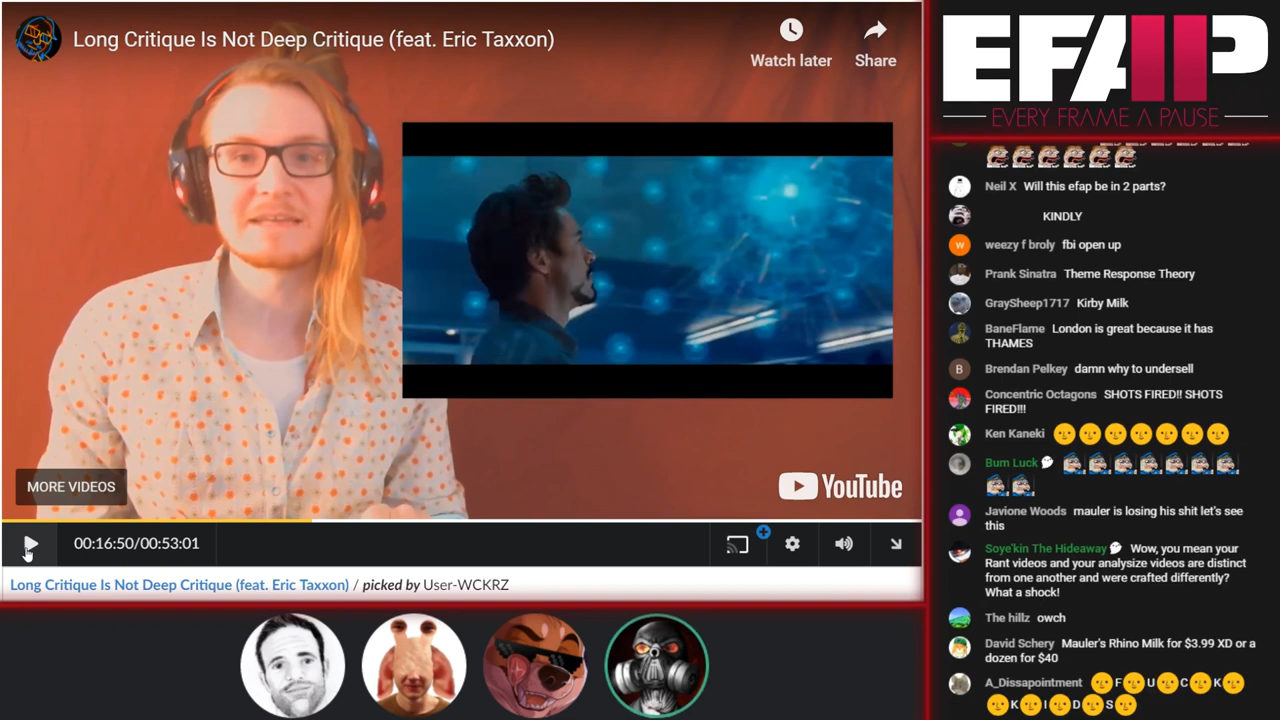 Long Critique Is Not Deep Critique (feat. Eric Taxxon)
Watch later
Share
MORE VIDEOS
YouTube
00:16:50/00:53:01
Long Critique Is Not Deep Critique (feat. Eric Taxxon) / picked by User-WCKRZ
EFAP
EVERY FRAME A PAUSE
Neil X Will this efap be in 2 parts?
KINDLY
W
weezy f broly fbi open up
Prank Sinatra Theme Response Theory
GraySheep1717 Kirby Milk
BaneFlame London is great because it has
THAMES
B
Brendan Pelkey damn why to undersell
Concentric Octagons SHOTS FIRED!! SHOTS
FIRED!!!
Ken Kaneki
Bum Luck
Javione Woods mauler is losing his shit let's see
this
Soye'kin The Hideaway Wow, you mean your
Rant videos and your analysize videos are distinct
from one another and were crafted differently?
What a shock!
The hillz owch
David Schery Mauler's Rhino Milk for $3.99 XD or a
dozen for $40
A_Dissapointment F U C K
K I D S